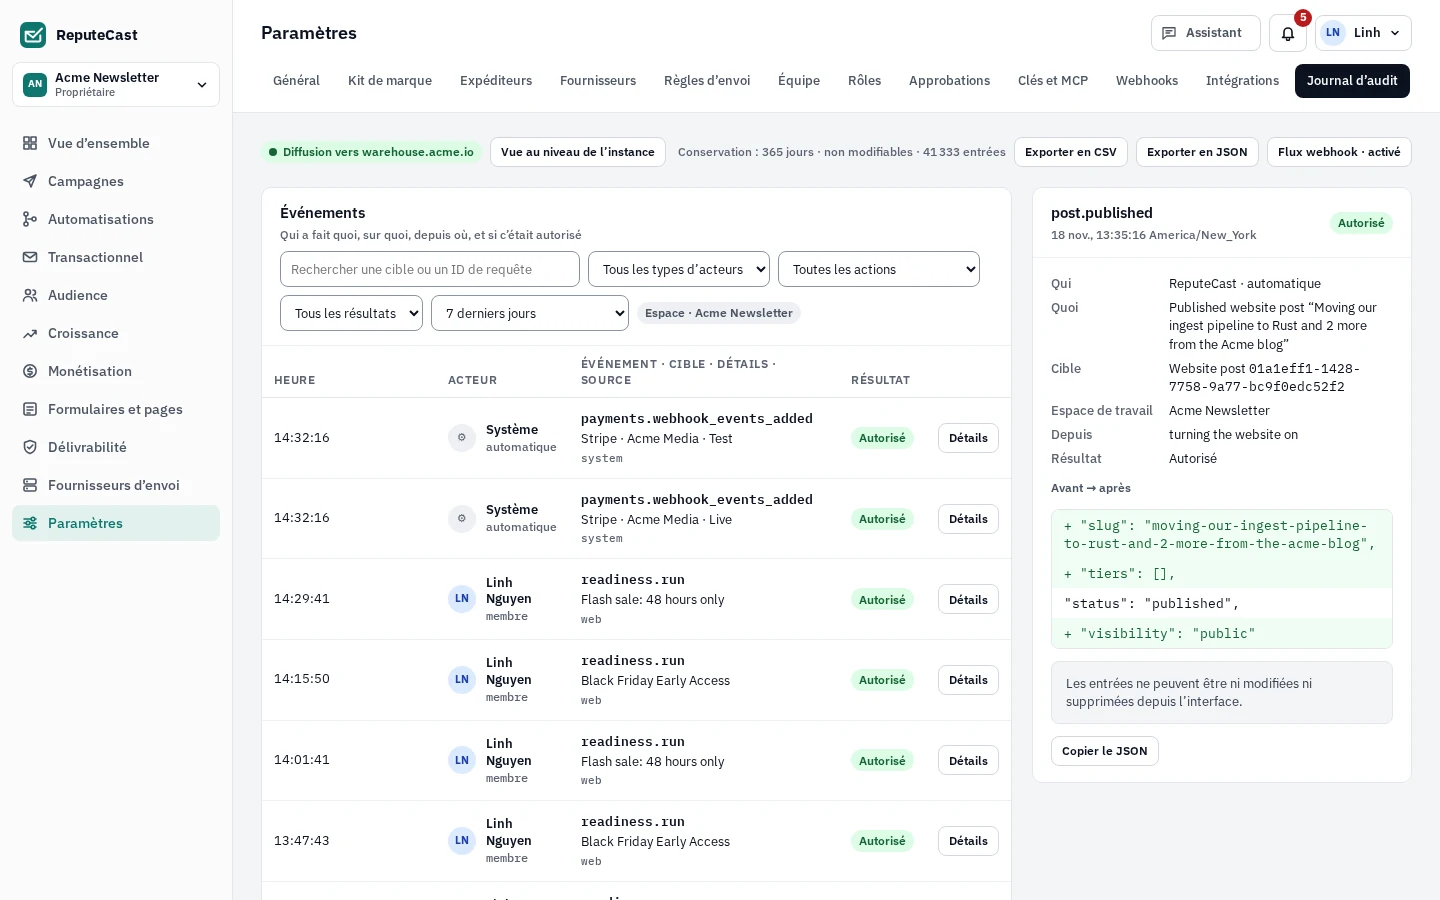 ReputeCast
AN
Acme Newsletter
Propriétaire
Vue d’ensemble
Campagnes
Automatisations
Transactionnel
Audience
Croissance
Monétisation
Formulaires et pages
Délivrabilité
Fournisseurs d’envoi
Paramètres
Paramètres
Assistant
5
LN
Linh
Général
Kit de marque
Expéditeurs
Fournisseurs
Règles d’envoi
Équipe
Rôles
Approbations
Clés et MCP
Webhooks
Intégrations
Journal d’audit
Diffusion vers warehouse.acme.io
Vue au niveau de l’instance
Conservation : 365 jours · non modifiables · 41 333 entrées
Exporter en CSV
Exporter en JSON
Flux webhook · activé
Événements
Qui a fait quoi, sur quoi, depuis où, et si c’était autorisé
Rechercher une cible ou un ID de requête
Tous les types d’acteurs
Toutes les actions
Tous les résultats
7 derniers jours
Espace · Acme Newsletter
HEURE
ACTEUR
ÉVÉNEMENT · CIBLE · DÉTAILS ·
SOURCE
RÉSULTAT
14:32:16
Système
automatique
payments.webhook_events_added
Stripe · Acme Media · Test
system
Autorisé
Détails
14:32:16
Système
automatique
payments.webhook_events_added
Stripe · Acme Media · Live
system
Autorisé
Détails
14:29:41
LN
Linh
Nguyen
membre
readiness.run
Flash sale: 48 hours only
web
Autorisé
Détails
14:15:50
LN
Linh
Nguyen
membre
readiness.run
Black Friday Early Access
web
Autorisé
Détails
14:01:41
LN
Linh
Nguyen
membre
readiness.run
Flash sale: 48 hours only
web
Autorisé
Détails
13:47:43
LN
Linh
Nguyen
membre
readiness.run
Black Friday Early Access
web
Autorisé
Détails
post.published
18 nov., 13:35:16 America/New_York
Autorisé
Qui
ReputeCast · automatique
Quoi
Published website post “Moving our
ingest pipeline to Rust and 2 more
from the Acme blog”
Cible
Website post 01a1eff1-1428-
7758-9a77-bc9f0edc52f2
Espace de travail
Acme Newsletter
Depuis
turning the website on
Résultat
Autorisé
Avant → après
+ "slug": "moving-our-ingest-pipeline-
to-rust-and-2-more-from-the-acme-blog",
+ "tiers": [],
"status": "published",
+ "visibility": "public"
Les entrées ne peuvent être ni modifiées ni
supprimées depuis l’interface.
Copier le JSON